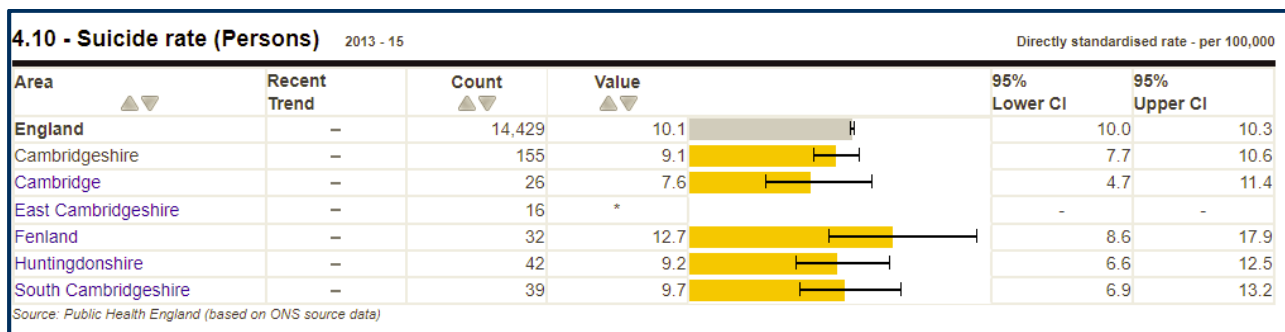 4.10 - Suicide rate (Persons) 2013 - 15 Directly standardised rate - per 100,000
Area Recent Trend Count Value 95% Lower CI 95% Upper CI
England – 14,429 10.1 10.0 10.3
Cambridgeshire – 155 9.1 7.7 10.6
Cambridge – 26 7.6 4.7 11.4
East Cambridgeshire – 16 * - -
Fenland – 32 12.7 8.6 17.9
Huntingdonshire – 42 9.2 6.6 12.5
South Cambridgeshire – 39 9.7 6.9 13.2
Source: Public Health England (based on ONS source data)